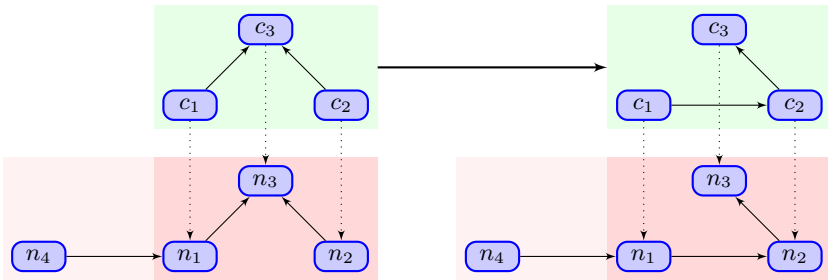 c₃ c₃
c₁ c₂ c₁ c₂
n₃ n₃
n₄ n₁ n₂ n₄ n₁ n₂